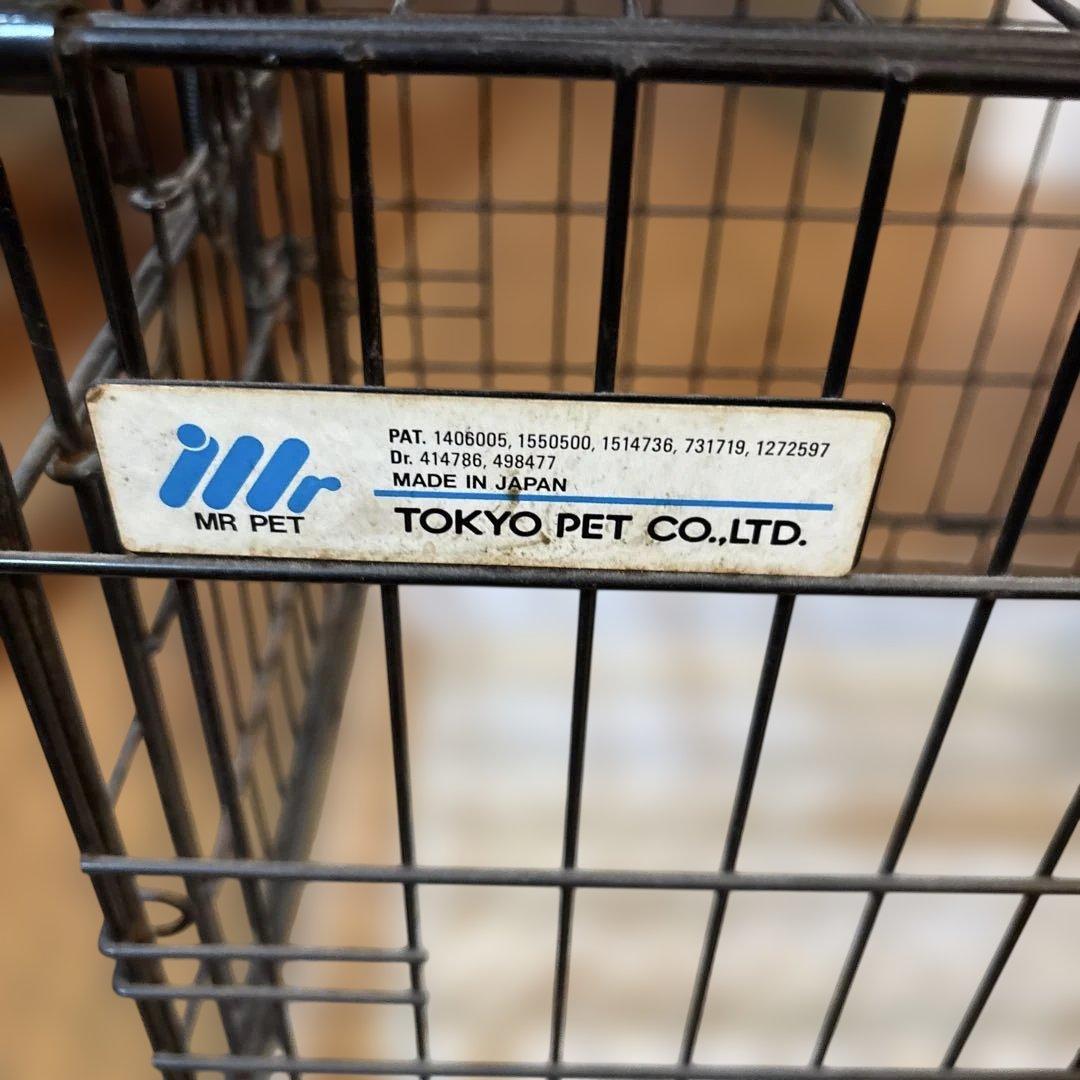 Mr
MR PET
PAT. 1406005, 1550500, 1514736, 731719, 1272597
Dr. 414786, 498477
MADE IN JAPAN
TOKYO PET CO.,LTD.